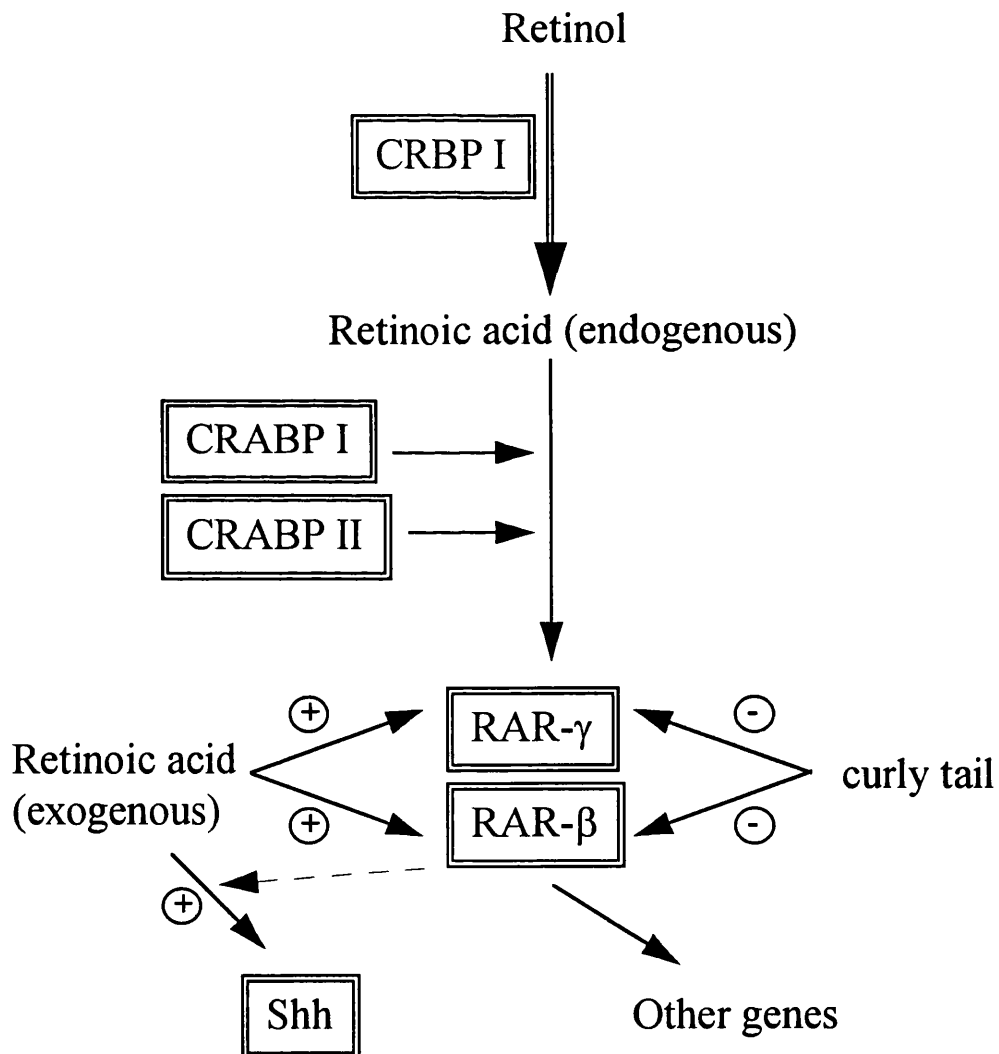 Retinol
CRBP I
Retinoic acid (endogenous)
CRABP I
CRABP II
+
RAR-γ
-
Retinoic acid
(exogenous)
curly tail
+
RAR-β
-
+
Shh
Other genes